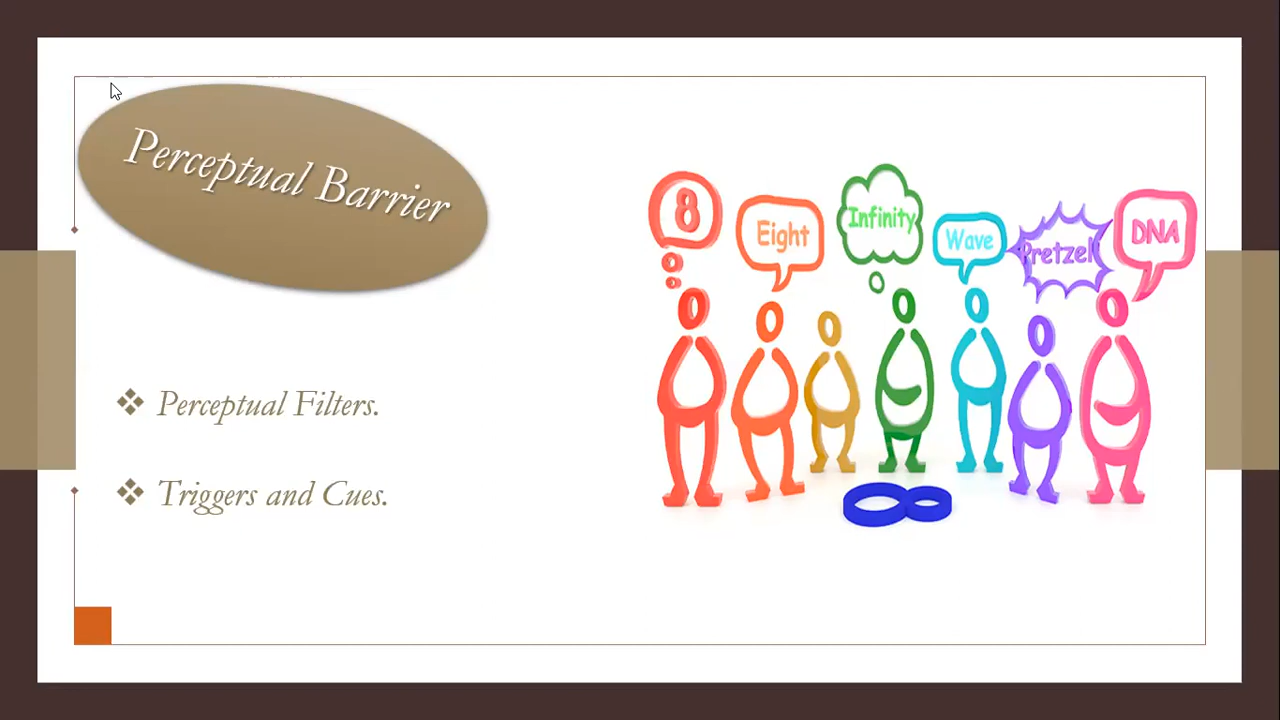 Perceptual Barrier
8
Eight
Infinity
Wave
Pretzel
DNA
Perceptual Filters.
Triggers and Cues.